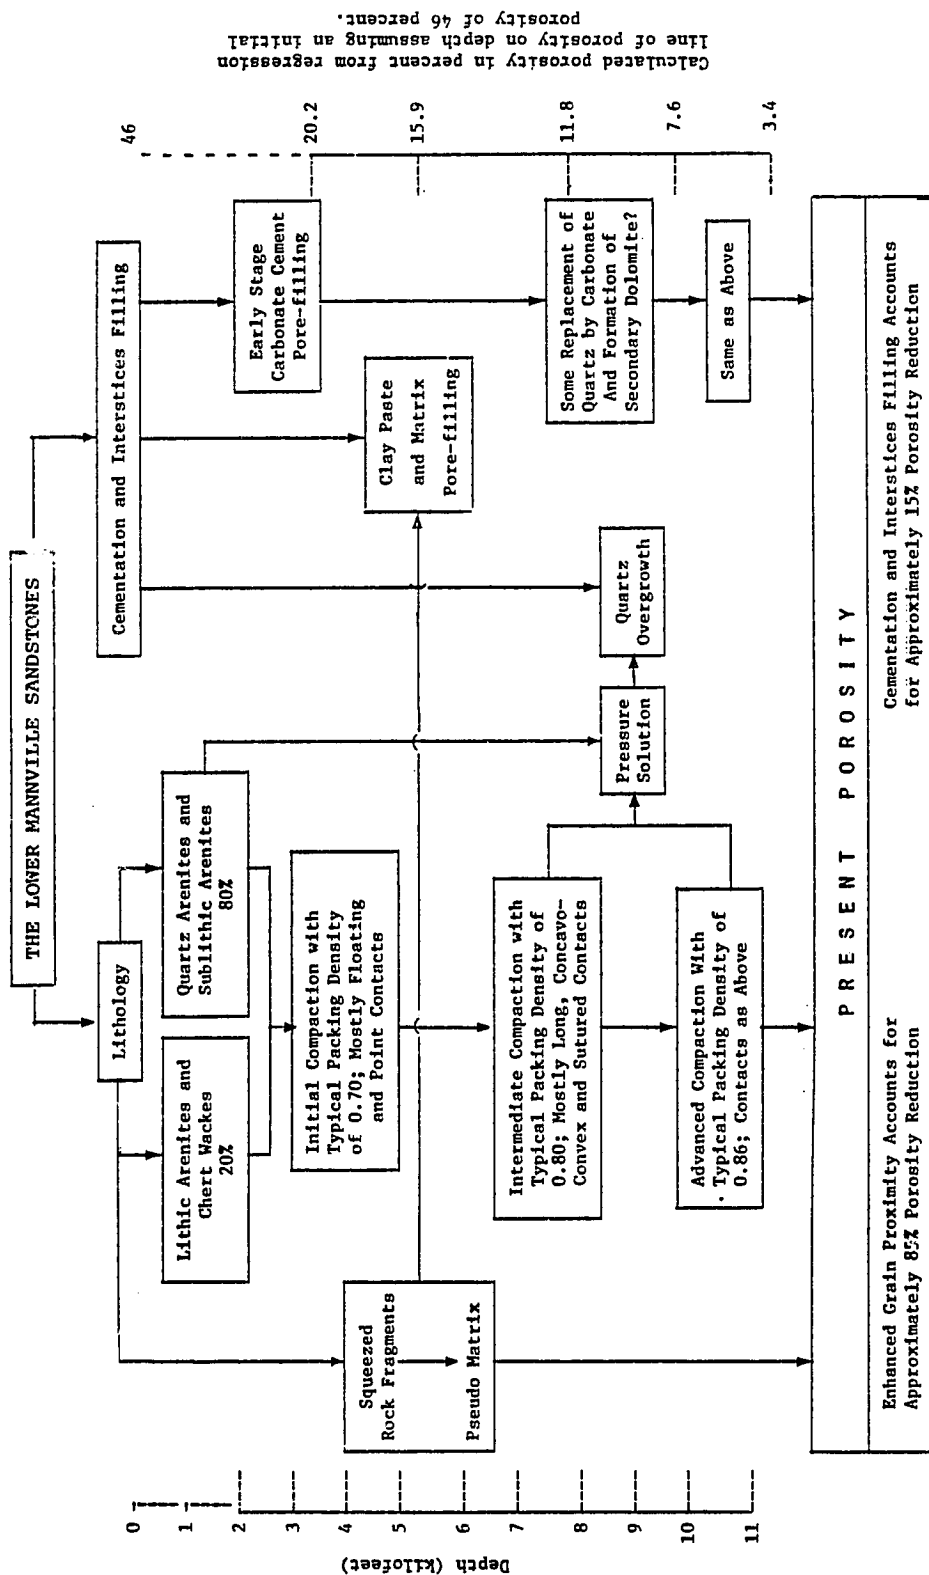 THE LOWER MANNVILLE SANDSTONES
Lithology
Cementation and Interstices Filling
Lithic Arenites and
Chert Wackes
20%
Quartz Arenites and
Sublithic Arenites
80%
Early Stage
Carbonate Cement
Pore-filling
Initial Compaction with
Typical Packing Density
of 0.70; Mostly Floating
and Point Contacts
Clay Paste
and Matrix
Pore-filling
Squeezed
Rock Fragments
Pseudo Matrix
Intermediate Compaction with
Typical Packing Density of
0.80; Mostly Long, Concavo-
Convex and Sutured Contacts
Pressure
Solution
Quartz
Overgrowth
Some Replacement of
Quartz by Carbonate
And Formation of
Secondary Dolomite?
Advanced Compaction With
Typical Packing Density of
0.86; Contacts as Above
Same as Above
PRESENT POROSITY
Enhanced Grain Proximity Accounts for
Approximately 85% Porosity Reduction
Cementation and Interstices Filling Accounts
for Approximately 15% Porosity Reduction
Depth (kilofeet)
0
1
2
3
4
5
6
7
8
9
10
11
46
20.2
15.9
11.8
7.6
3.4
Calculated porosity in percent from regression
line of porosity on depth assuming an initial
porosity of 46 percent.